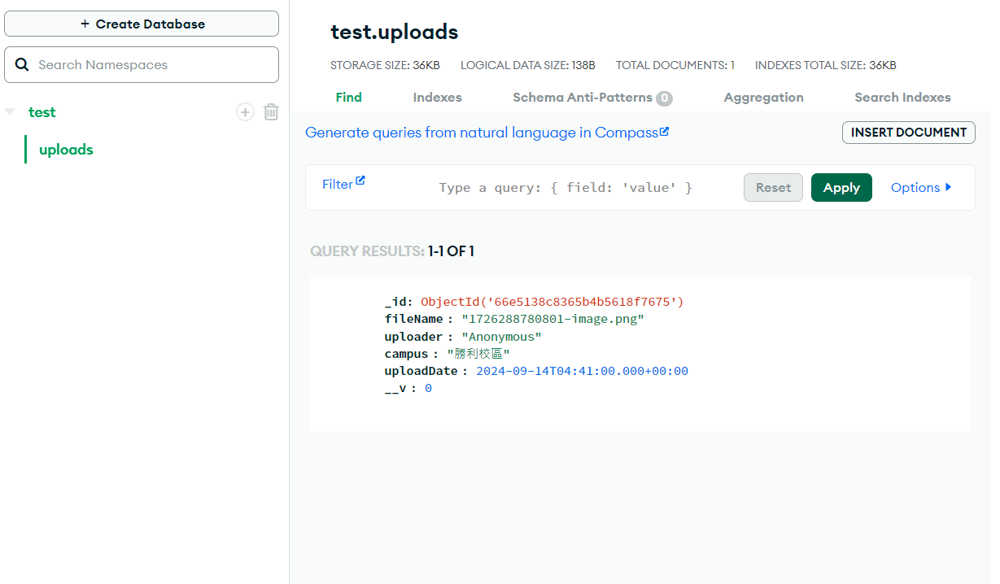 + Create Database
Search Namespaces
test
uploads
test.uploads
STORAGE SIZE: 36KB LOGICAL DATA SIZE: 138B TOTAL DOCUMENTS: 1 INDEXES TOTAL SIZE: 36KB
Find Indexes Schema Anti-Patterns 0 Aggregation Search Indexes
Generate queries from natural language in Compass
INSERT DOCUMENT
Filter Type a query: { field: 'value' } Reset Apply Options
QUERY RESULTS: 1-1 OF 1
_id: ObjectId('66e5138c8365b4b5618f7675')
fileName : "1726288780801-image.png"
uploader : "Anonymous"
campus : "勝利校區"
uploadDate : 2024-09-14T04:41:00.000+00:00
__v : 0